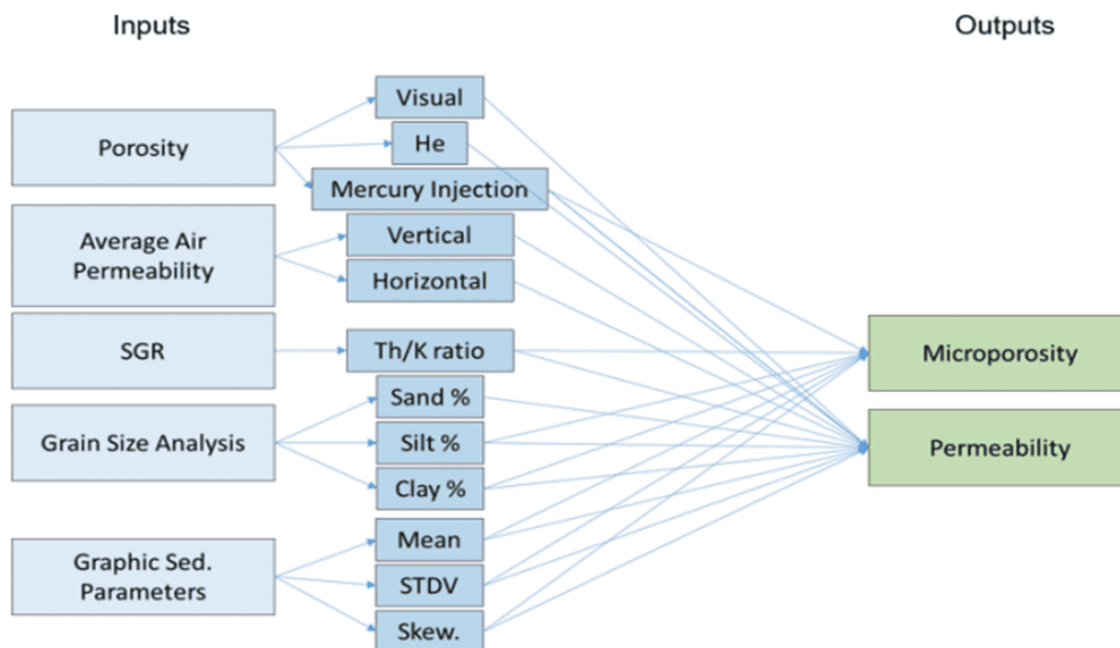 Inputs
Outputs
Porosity
Average Air
Permeability
SGR
Grain Size Analysis
Graphic Sed.
Parameters
Visual
He
Mercury Injection
Vertical
Horizontal
Th/K ratio
Sand %
Silt %
Clay %
Mean
STDV
Skew.
Microporosity
Permeability